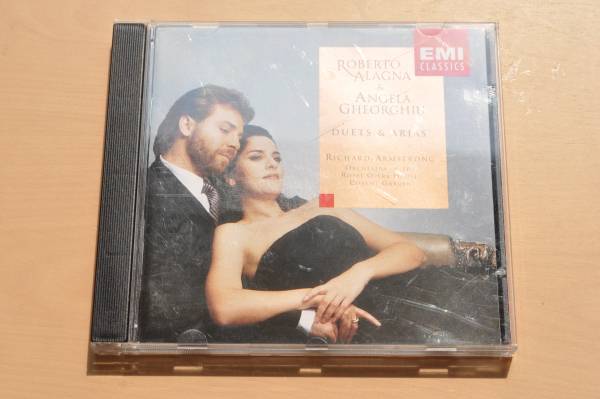 EMI
CLASSICS
ROBERTO
ALAGNA
&
ANGELA
GHEORGHIU
DUETS & ARIAS
RICHARD ARMSTRONG
ORCHESTRA OF THE
ROYAL OPERA HOUSE
COVENT GARDEN